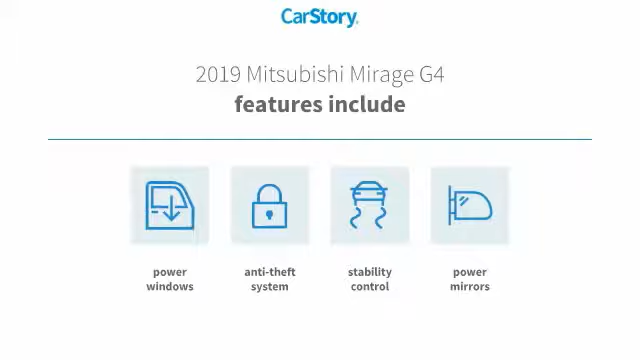 CarStory
2019 Mitsubishi Mirage G4
features include
power windows
anti-theft system
stability control
power mirrors